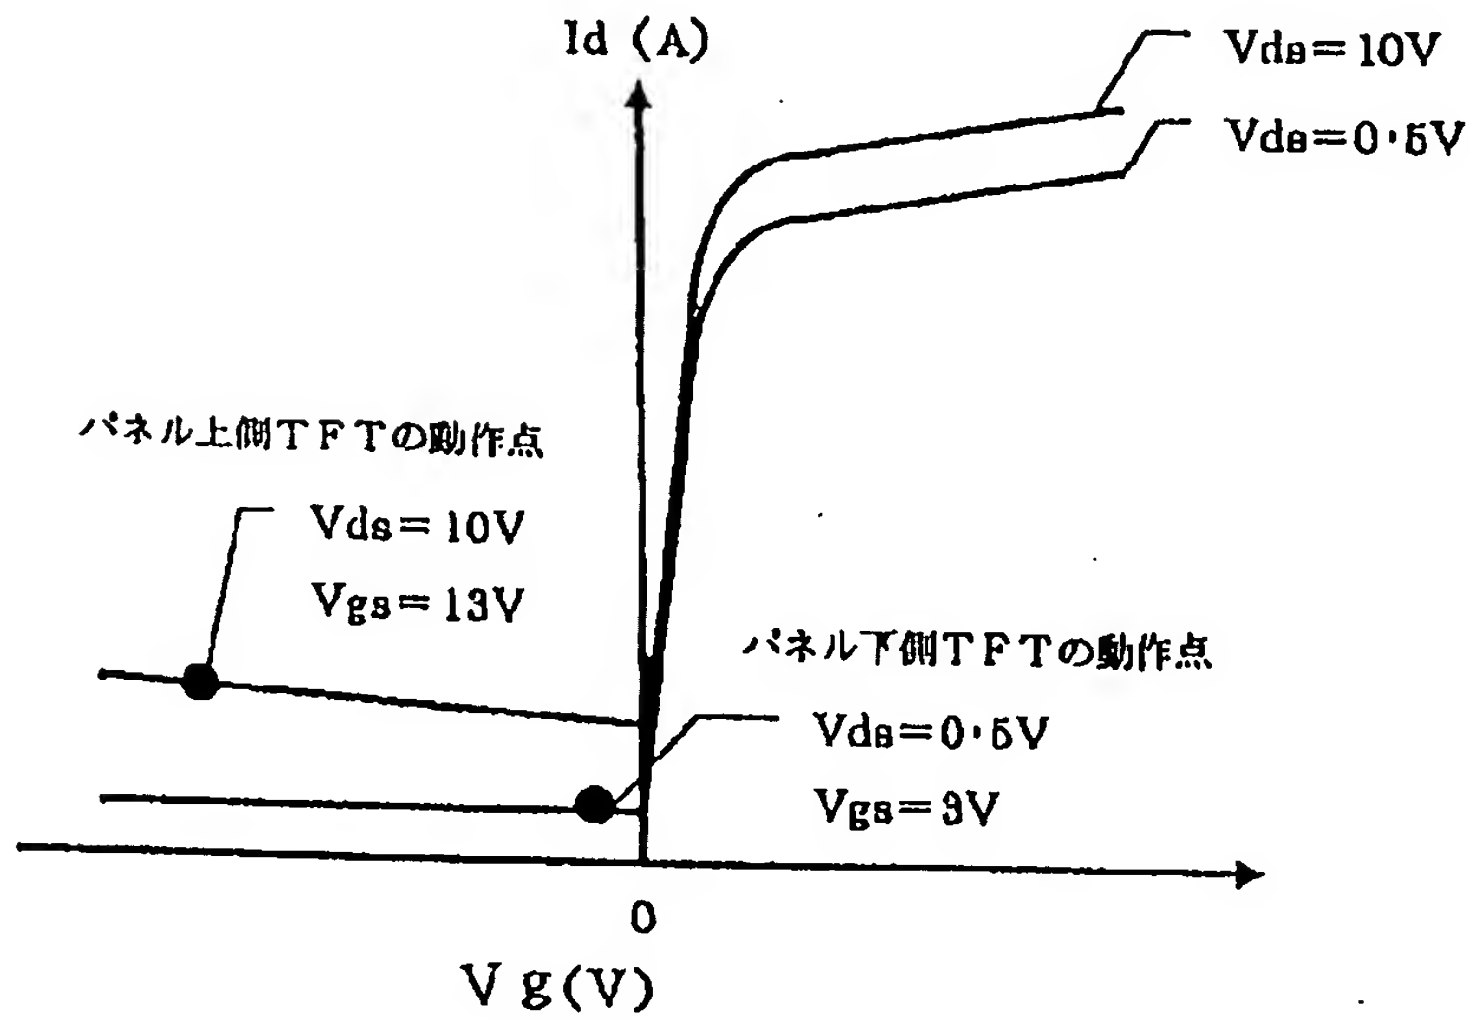 Id (A)
Vds=10V
Vds=0・5V
パネル上側TFTの動作点
Vds=10V
Vgs=13V
パネル下側TFTの動作点
Vds=0・5V
Vgs=3V
0
Vg(V)